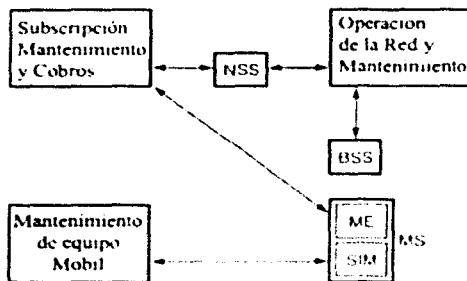 Subscripción
Mantenimiento
y Cobros
NSS
Operacion
de la Red y
Mantenimiento
BSS
Mantenimiento
de equipo
Mobil
ME
SIM
MS